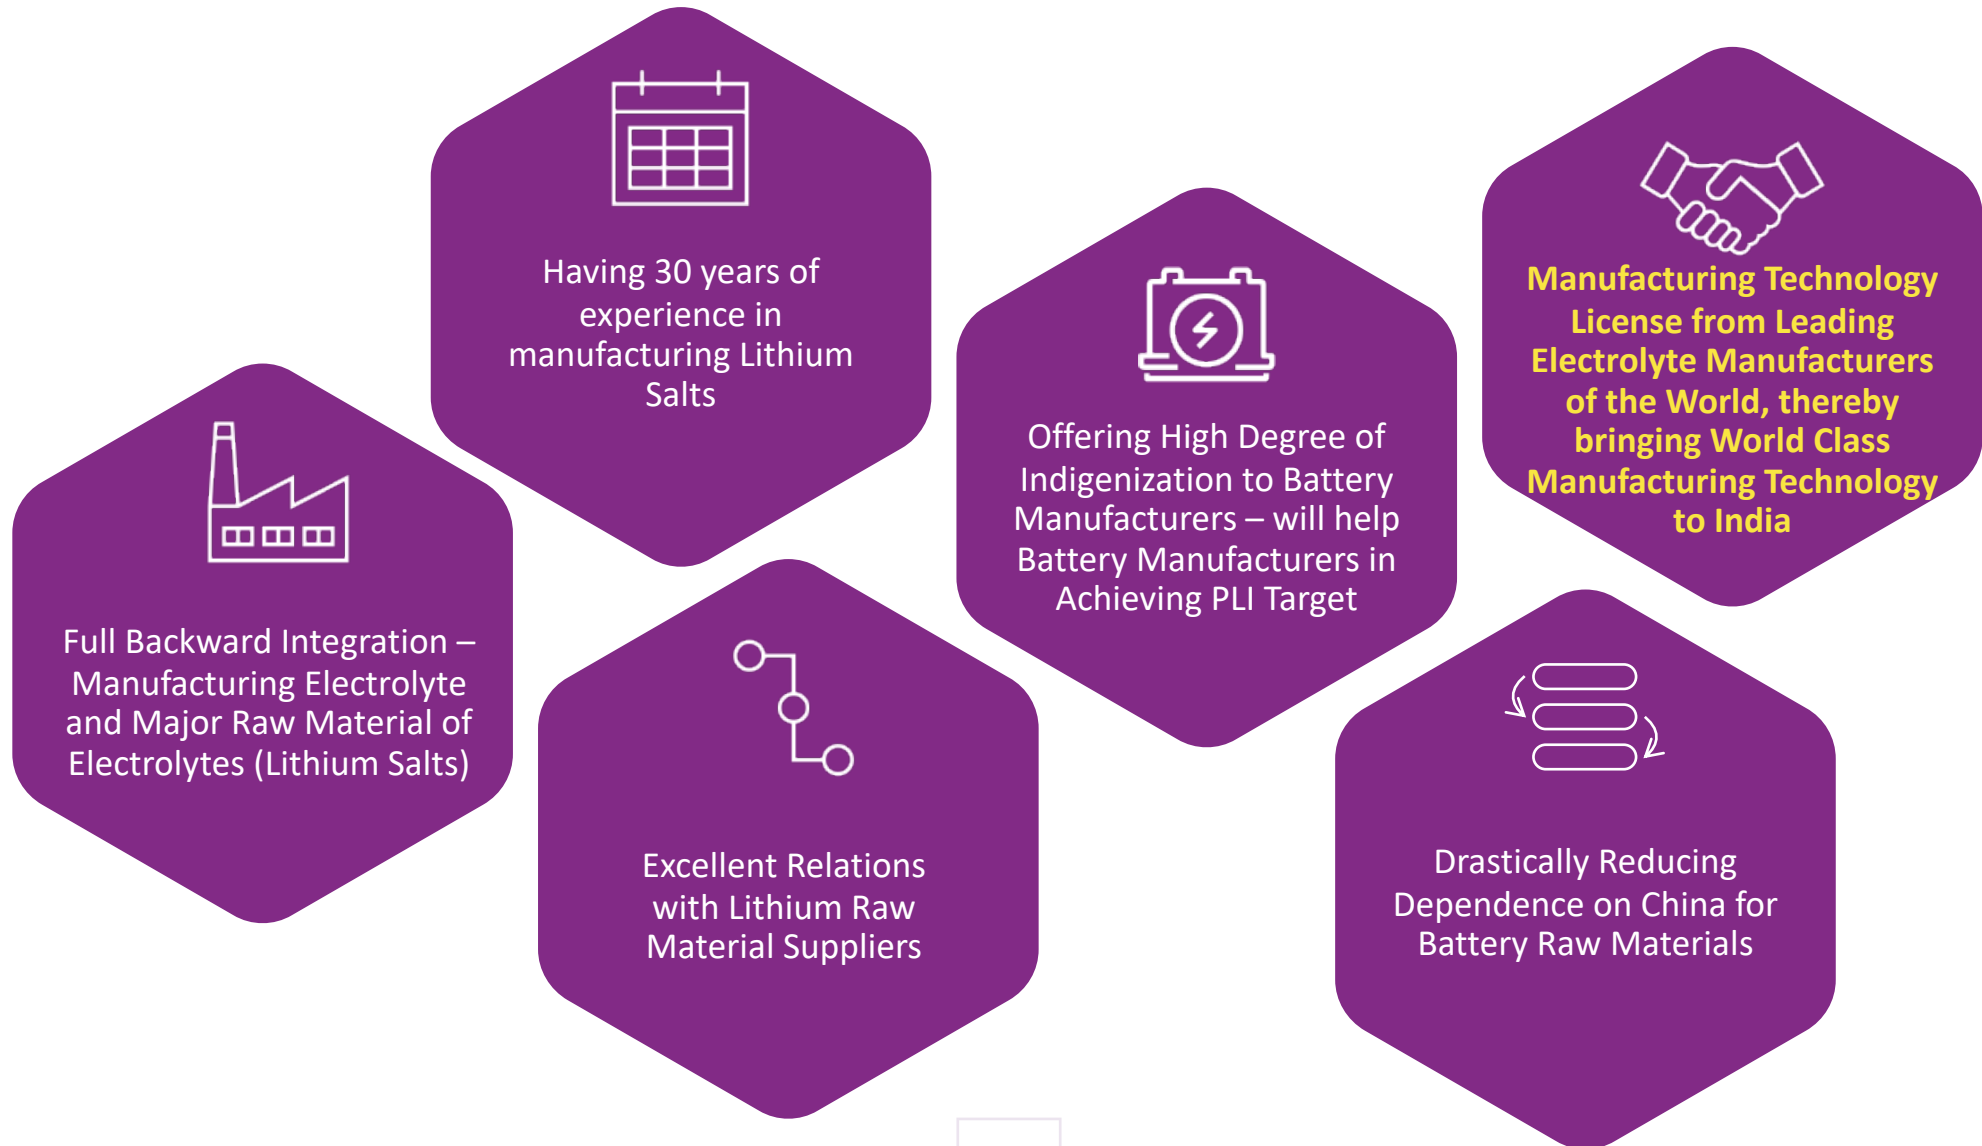 Having 30 years of
experience in
manufacturing Lithium
Salts
Manufacturing Technology
License from Leading
Electrolyte Manufacturers
of the World, thereby
bringing World Class
Manufacturing Technology
to India
Offering High Degree of
Indigenization to Battery
Manufacturers – will help
Battery Manufacturers in
Achieving PLI Target
Full Backward Integration –
Manufacturing Electrolyte
and Major Raw Material of
Electrolytes (Lithium Salts)
Excellent Relations
with Lithium Raw
Material Suppliers
Drastically Reducing
Dependence on China for
Battery Raw Materials